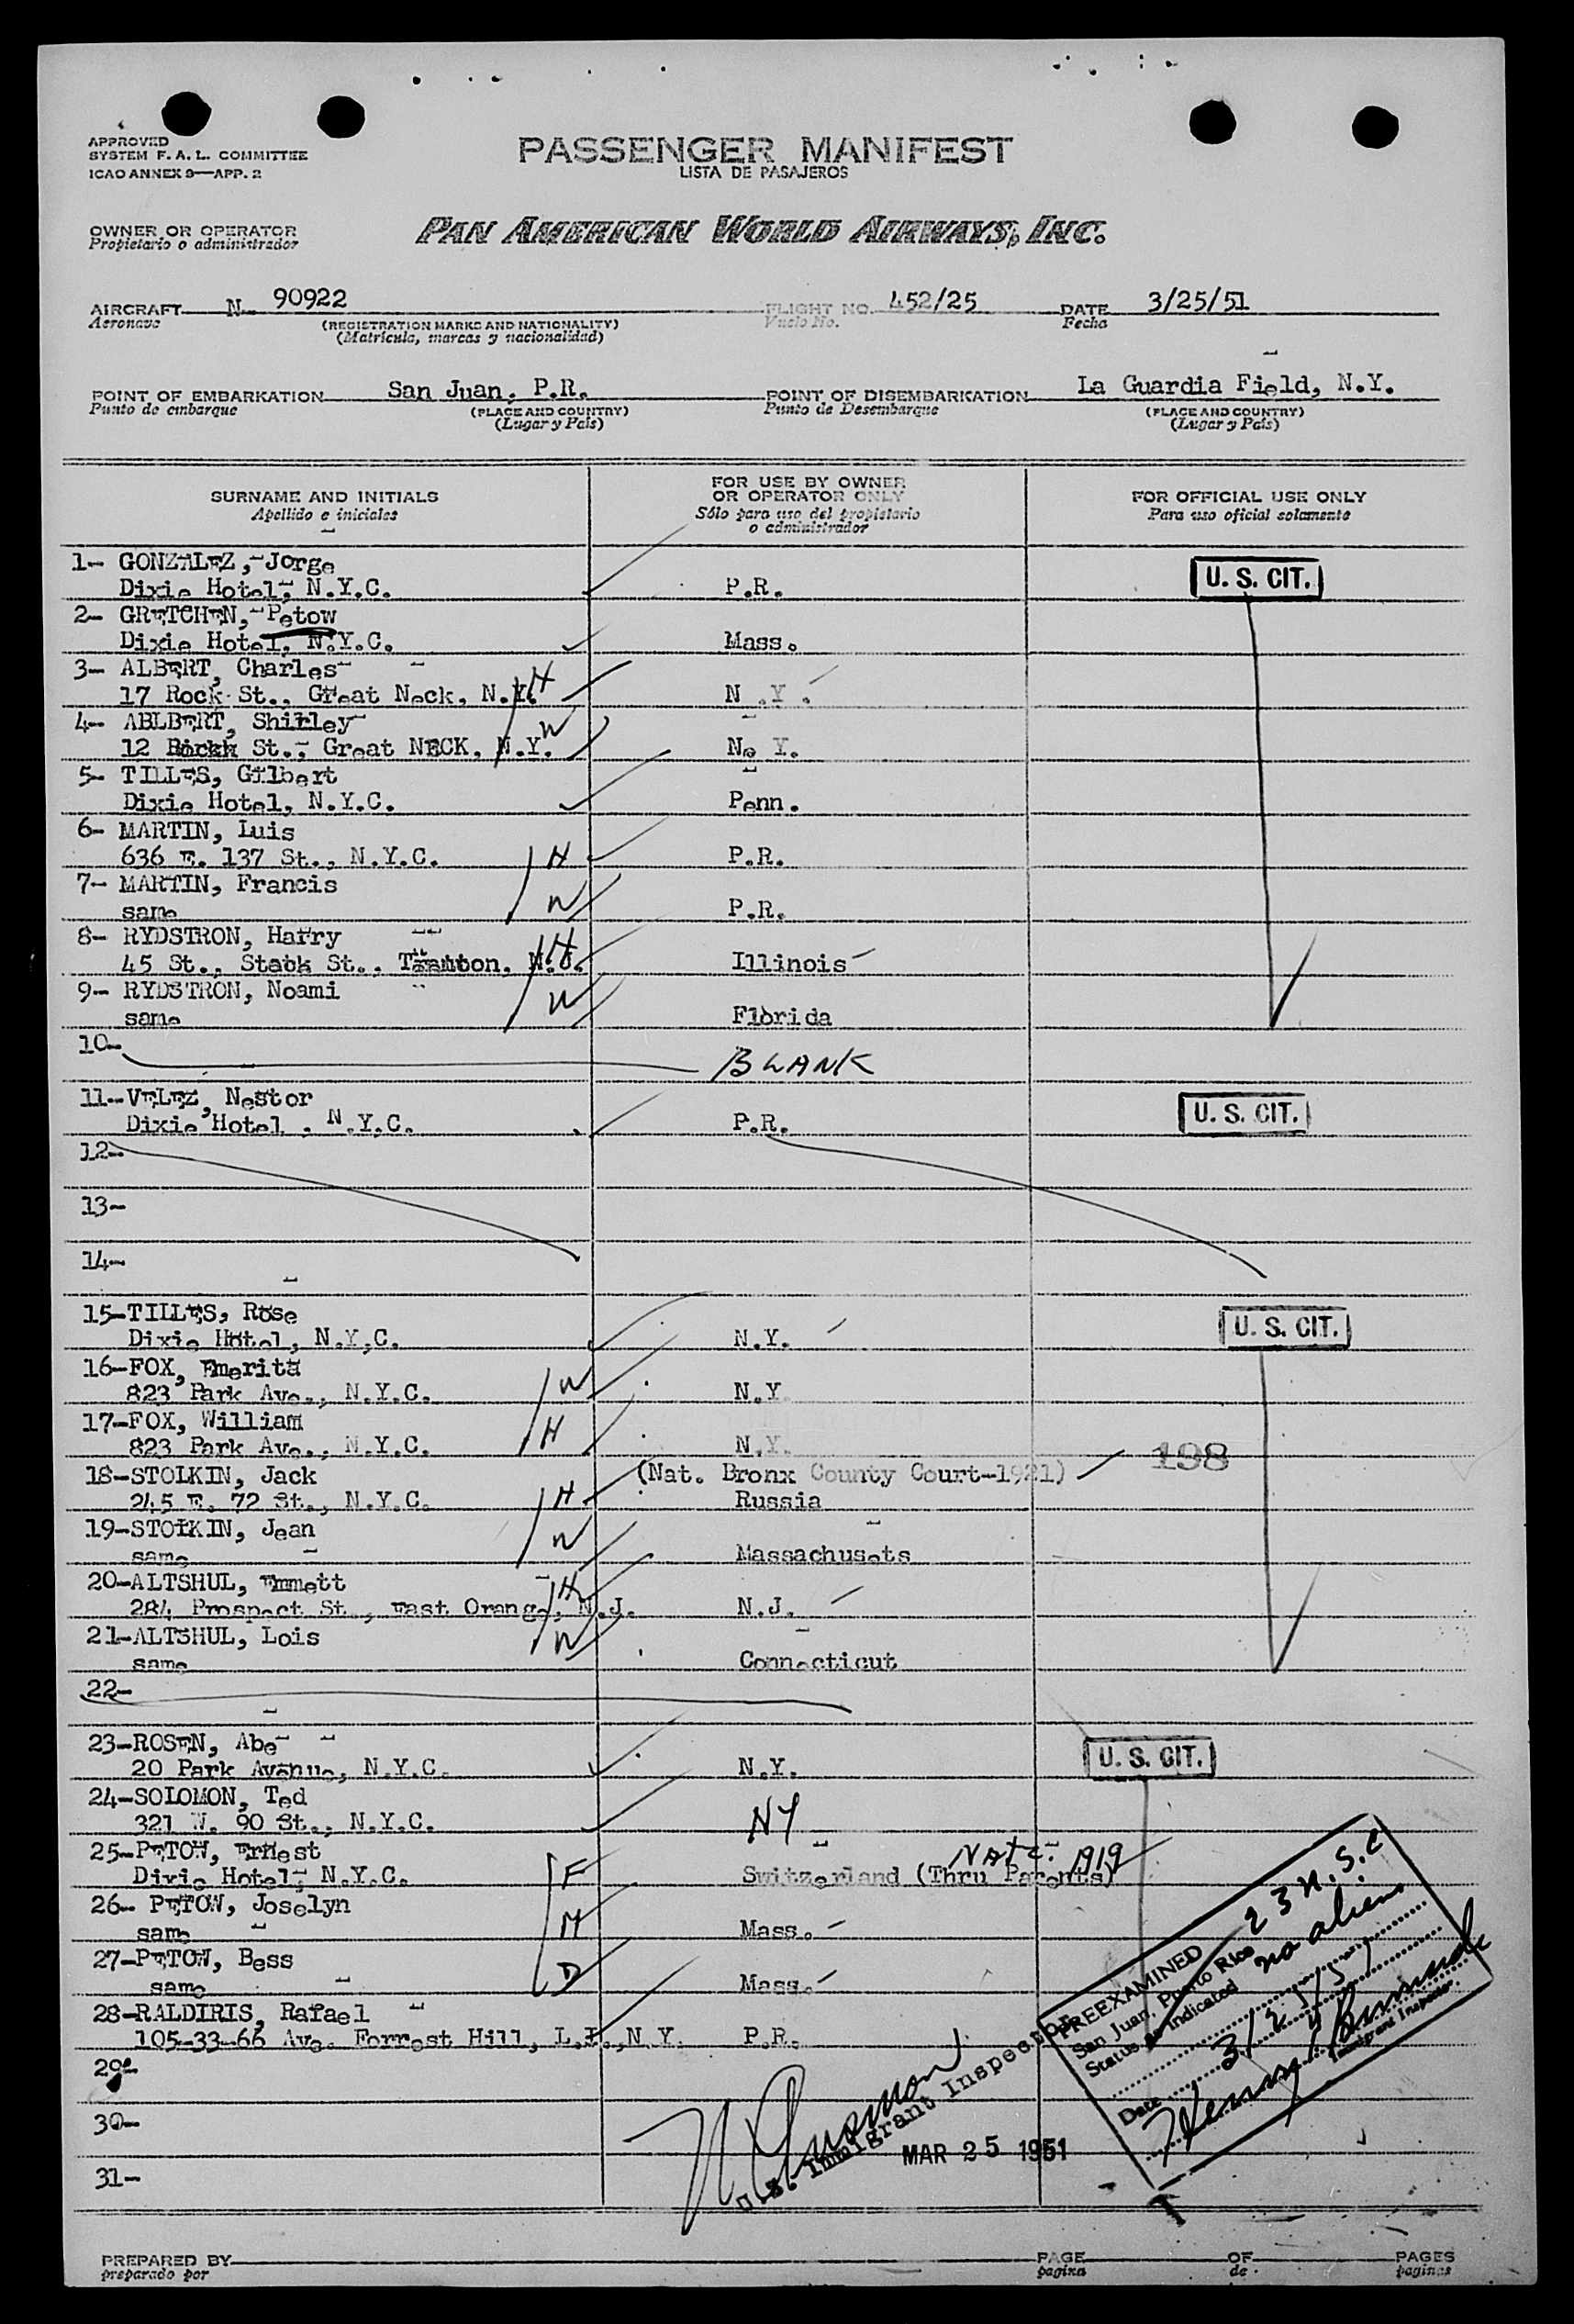 APPROVED
SYSTEM F. A. L. COMMITTEE
ICAO ANNEX 9—APP. 2
PASSENGER MANIFEST
LISTA DE PASAJEROS
OWNER OR OPERATOR
Propietario o administrador
PAN AMERICAN WORLD AIRWAYS, INC.
AIRCRAFT N- 90922 FLIGHT NO. 452/25 DATE 3/25/51
Aeronave (REGISTRATION MARKS AND NATIONALITY) Vuelo No. Fecha
(Matrícula, marcas y nacionalidad)
POINT OF EMBARKATION San Juan, P.R. POINT OF DISEMBARKATION La Guardia Field, N.Y.
Punto de embarque (PLACE AND COUNTRY) Punto de Desembarque (PLACE AND COUNTRY)
(Lugar y País) (Lugar y País)
SURNAME AND INITIALS
Apellido e iniciales
FOR USE BY OWNER
OR OPERATOR ONLY
Sólo para uso del propietario
o administrador
FOR OFFICIAL USE ONLY
Para uso oficial solamente
1- GONZALEZ, Jorge
Dixie Hotel, N.Y.C. P.R. U. S. CIT.
2- GRETCHEN, Petow
Dixie Hotel, N.Y.C. Mass.
3- ALBERT, Charles
17 Rock St., Great Neck, N.Y. H N.Y.
4- ABLBERT, Shirley
12 St., Great NECK, N.Y. W N. Y.
5- TILLES, Gilbert
Dixie Hotel, N.Y.C. Penn.
6- MARTIN, Luis
636 E. 137 St., N.Y.C. H P.R.
7- MARTIN, Francis
same W P.R.
8- RYDSTRON, Harry
45 St., St., N.J. H Illinois
9- RYDSTRON, Noami
same W Florida
10- BLANK
11- VELEZ, Nestor
Dixie Hotel, N.Y.C. P.R. U. S. CIT.
12-
13-
14-
15-TILLES, Rose
Dixie Hotel, N.Y.C. N.Y. U. S. CIT.
16-FOX, Emerita
823 Park Ave., N.Y.C. W N.Y.
17-FOX, William
823 Park Ave., N.Y.C. H N.Y. 198
18-STOLKIN, Jack (Nat. Bronx County Court-1921)
245 E. 72 St., N.Y.C. H Russia
19-STOLKIN, Jean
same W Massachusets
20-ALTSHUL, Emmett
284 Prospect St., East Orange, N.J. H N.J.
21-ALTSHUL, Lois
same W Connecticut
22-
23-ROSEN, Abe
20 Park Avenue, N.Y.C. N.Y. U. S. CIT.
24-SOLOMON, Ted
321 W. 90 St., N.Y.C. NY
25-PETOW, Ernest Nat. 1919
Dixie Hotel, N.Y.C. F Switzerland (Thru Parents)
26- PETOW, Joselyn
same M Mass.
27-PETOW, Bess
same D Mass.
28-RALDIRIS, Rafael
105-33-66 Ave. Forrest Hill, L.I., N.Y. P.R.
29-
30-
31-
U.S. Immigrant Inspector
MAR 25 1951
PREEXAMINED
San Juan, Puerto Rico
Status as indicated
23 U.S.C
no aliens
Date
Immigrant Inspector
PREPARED BY PAGE OF PAGES
preparado por pagina de paginas